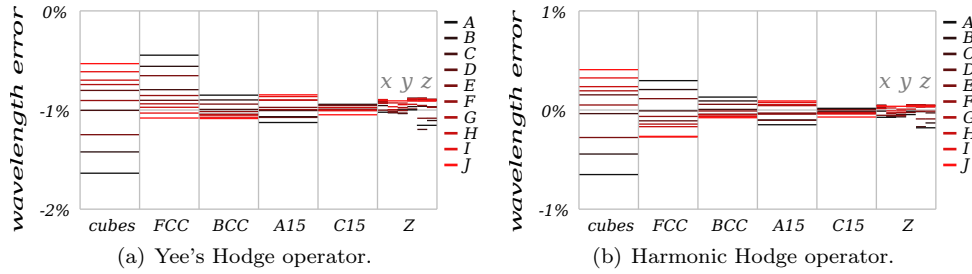 wavelength error
0%
-1%
-2%
x y z
cubes FCC BCC A15 C15 Z
A
B
C
D
E
F
G
H
I
J
(a) Yee's Hodge operator.
wavelength error
1%
0%
1%
x y z
cubes FCC BCC A15 C15 Z
A
B
C
D
E
F
G
H
I
J
(b) Harmonic Hodge operator.